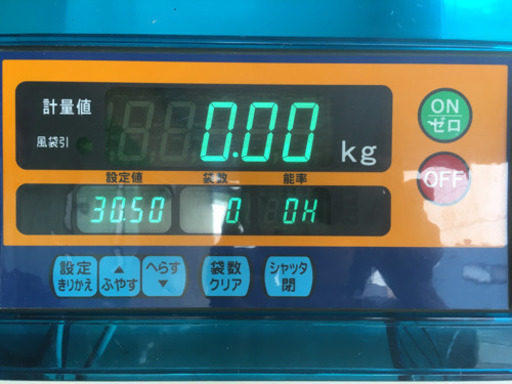 計量値 0.00 kg
風袋引
設定値 袋数 能率
30.50 0 0H
ON
ゼロ
OFF
設定 きりかえ
▲ ふやす
へらす ▼
袋数 クリア
シャッタ 閉